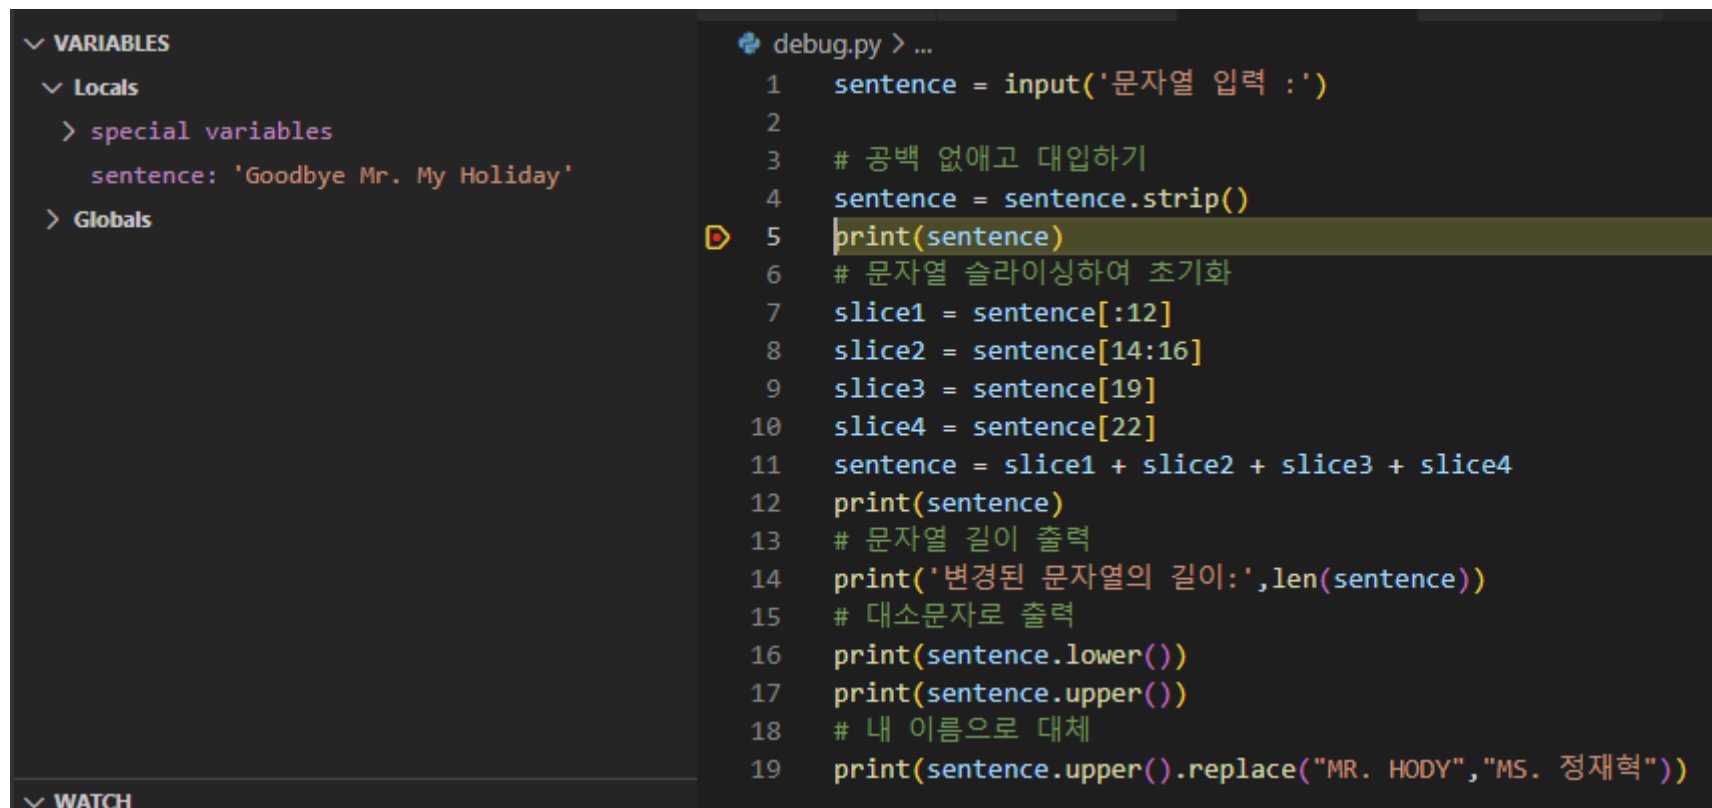 VARIABLES
Locals
special variables
sentence: 'Goodbye Mr. My Holiday'
Globals
WATCH
debug.py > ...
1 sentence = input('문자열 입력 :')
2
3 # 공백 없애고 대입하기
4 sentence = sentence.strip()
5 print(sentence)
6 # 문자열 슬라이싱하여 초기화
7 slice1 = sentence[:12]
8 slice2 = sentence[14:16]
9 slice3 = sentence[19]
10 slice4 = sentence[22]
11 sentence = slice1 + slice2 + slice3 + slice4
12 print(sentence)
13 # 문자열 길이 출력
14 print('변경된 문자열의 길이:',len(sentence))
15 # 대소문자로 출력
16 print(sentence.lower())
17 print(sentence.upper())
18 # 내 이름으로 대체
19 print(sentence.upper().replace("MR. HODY","MS. 정재혁"))